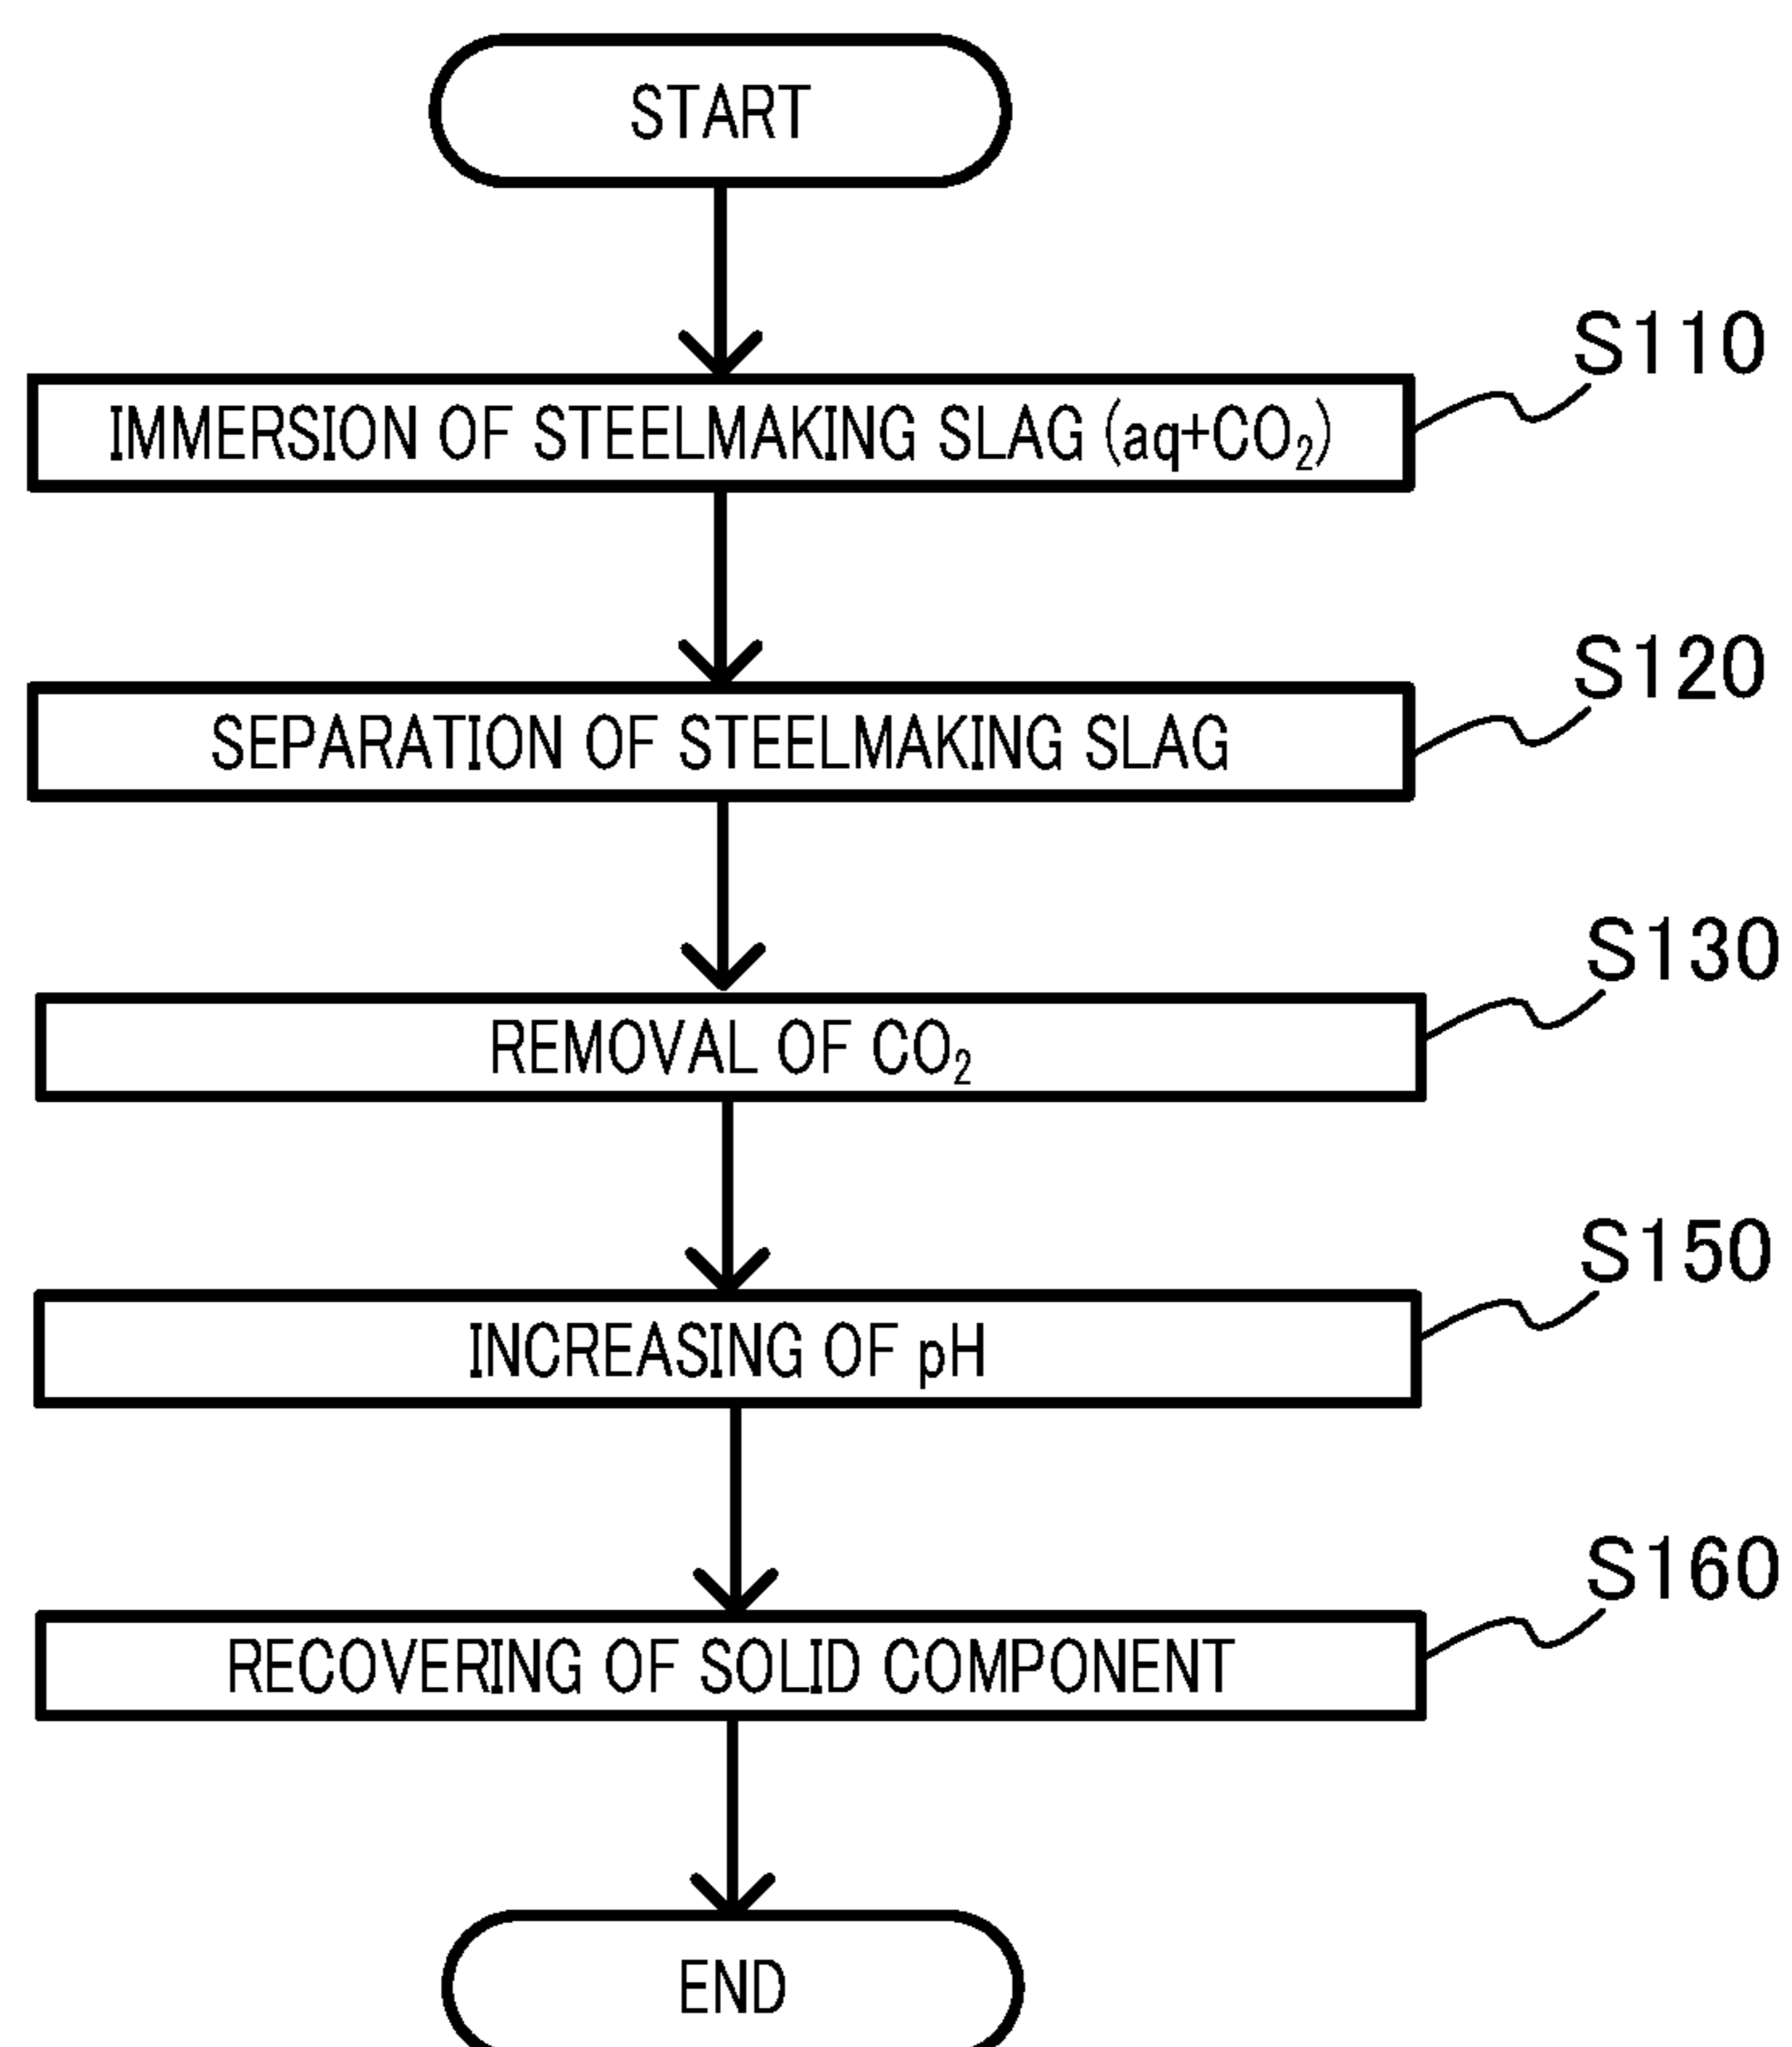 START
S110
IMMERSION OF STEELMAKING SLAG (aq+CO₂)
S120
SEPARATION OF STEELMAKING SLAG
S130
REMOVAL OF CO₂
S150
INCREASING OF pH
S160
RECOVERING OF SOLID COMPONENT
END